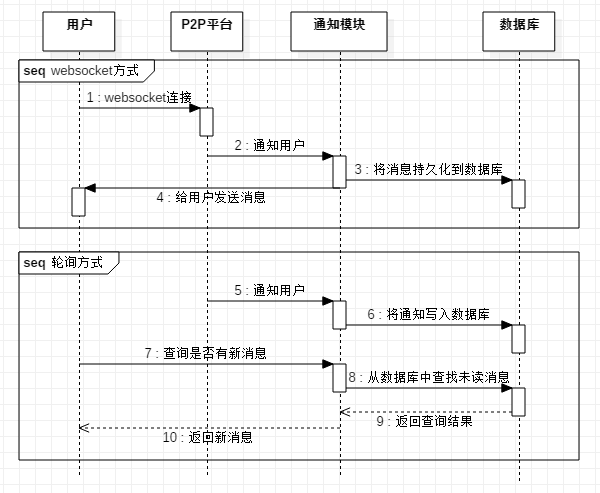 用户
P2P平台
通知模块
数据库
seq websocket方式
1 : websocket连接
2 : 通知用户
3 : 将消息持久化到数据库
4 : 给用户发送消息
seq 轮询方式
5 : 通知用户
6 : 将通知写入数据库
7 : 查询是否有新消息
8 : 从数据库中查找未读消息
9 : 返回查询结果
10 : 返回新消息